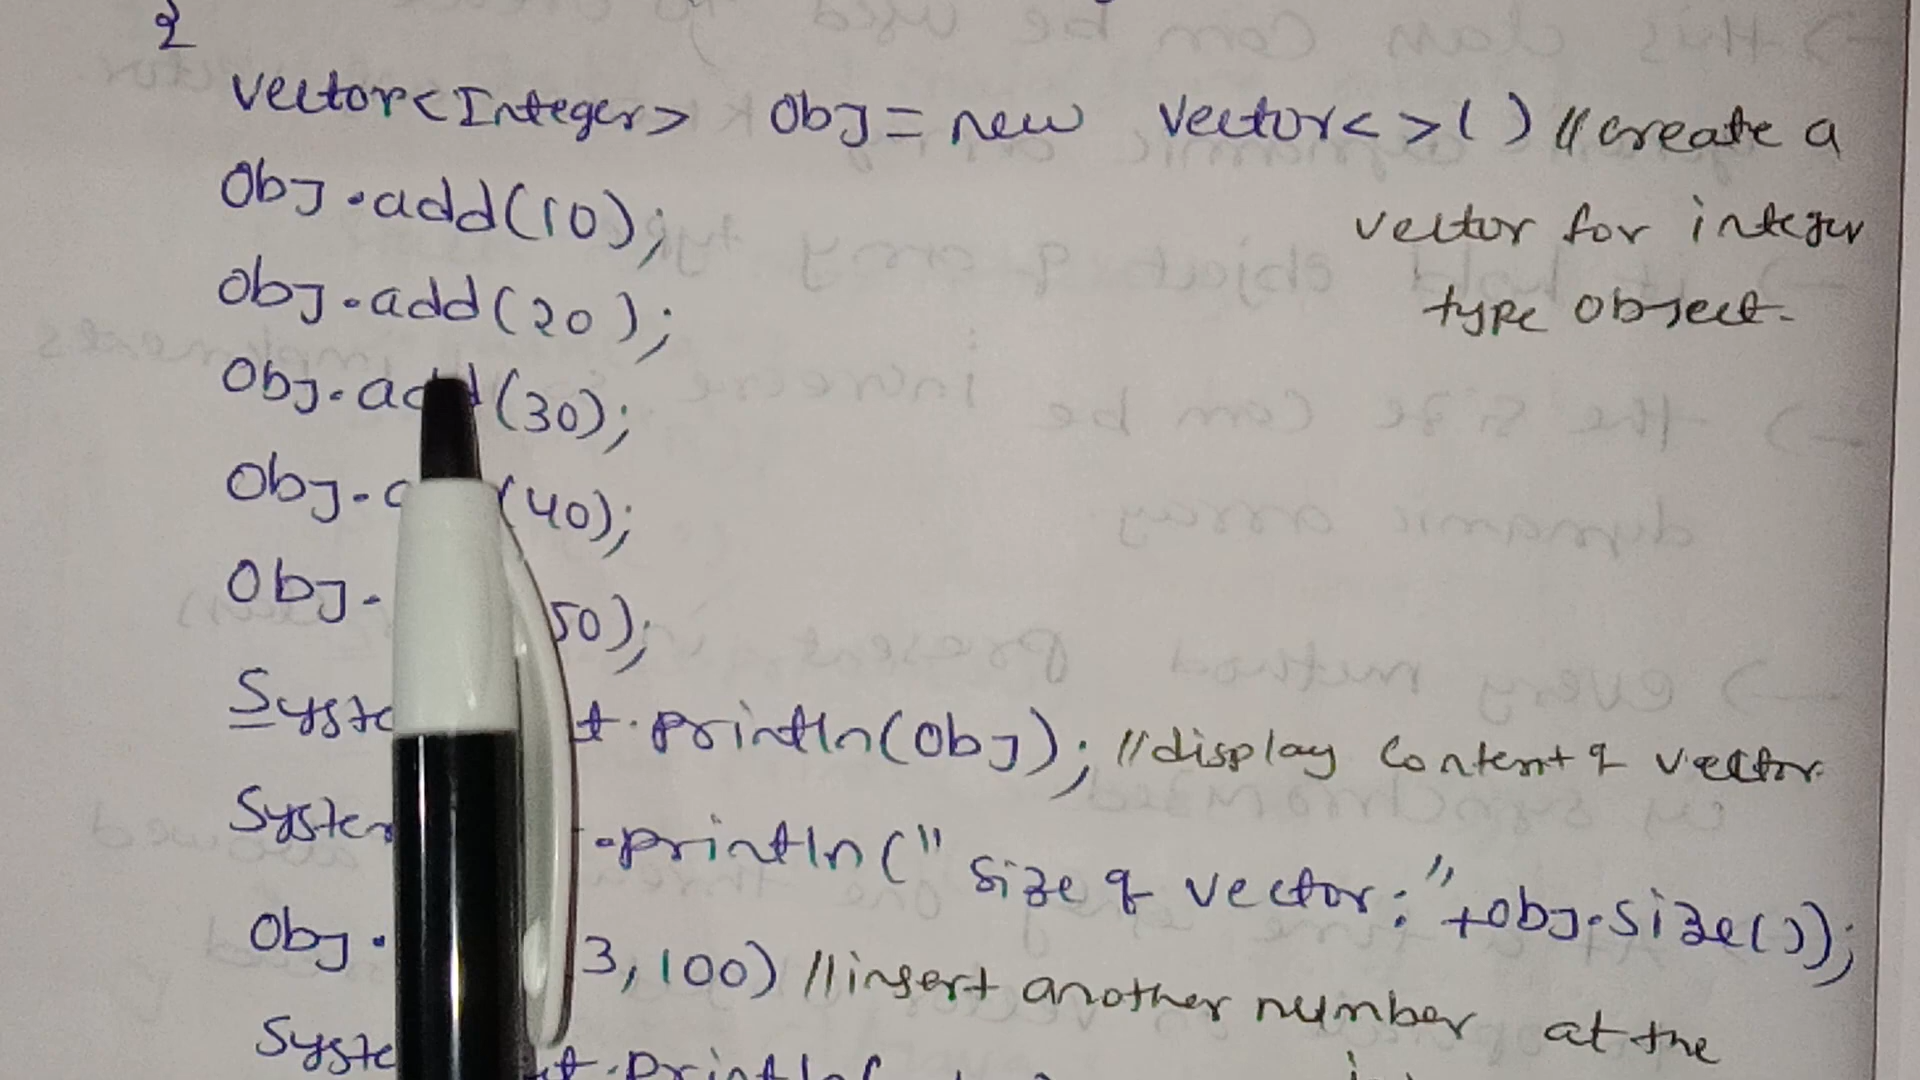 {
Vector<Integer> Obj = new Vector<>() //create a
vector for integer
type object.
Obj.add(10);
Obj.add(20);
Obj.add(30);
Obj. (40);
Obj. 50);
Syste t.println(Obj); //display content of vector
System .println("size of vector:"+obj.size());
Obj. 3,100) //insert another number at the
Syste t.println(